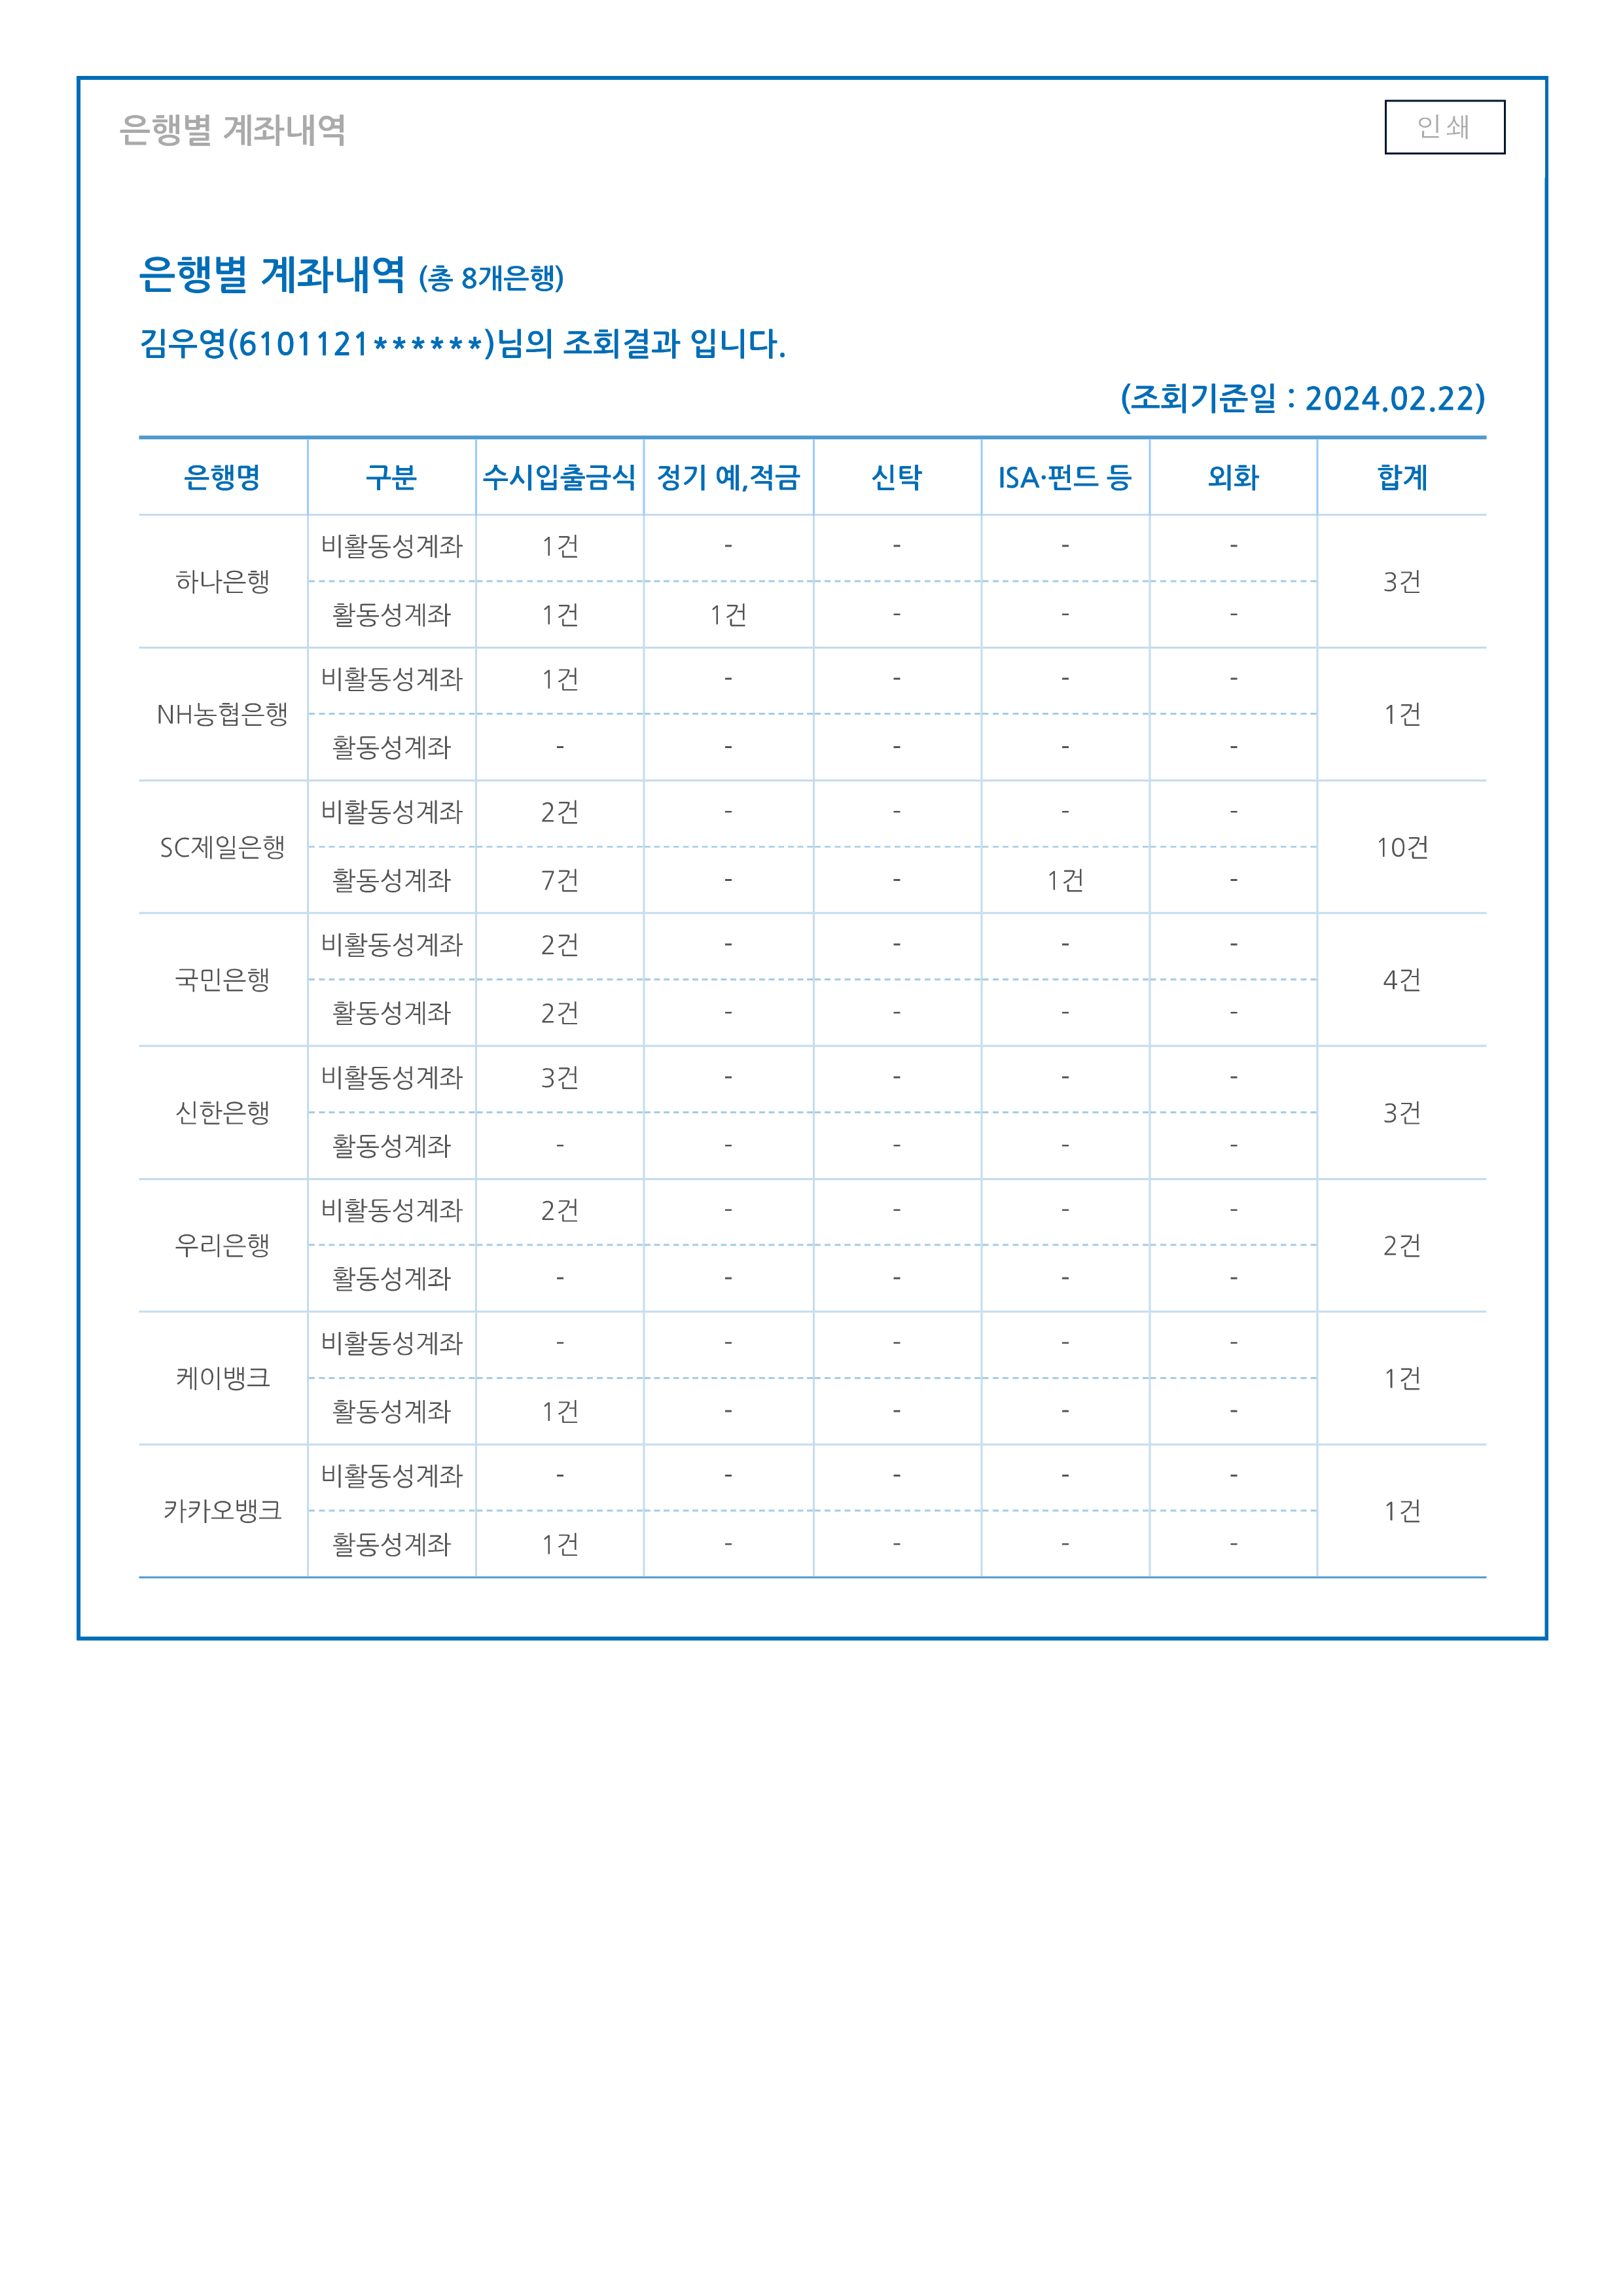 은행별 계좌내역
인쇄
은행별 계좌내역 (총 8개은행)
김우영(6101121******)님의 조회결과 입니다.
(조회기준일 : 2024.02.22)
은행명 구분 수시입출금식 정기 예,적금 신탁 ISA·펀드 등 외화 합계
하나은행 비활동성계좌 1건 - - - - 3건
활동성계좌 1건 1건 - - -
NH농협은행 비활동성계좌 1건 - - - - 1건
활동성계좌 - - - - -
SC제일은행 비활동성계좌 2건 - - - - 10건
활동성계좌 7건 - - 1건 -
국민은행 비활동성계좌 2건 - - - - 4건
활동성계좌 2건 - - - -
신한은행 비활동성계좌 3건 - - - - 3건
활동성계좌 - - - - -
우리은행 비활동성계좌 2건 - - - - 2건
활동성계좌 - - - - -
케이뱅크 비활동성계좌 - - - - - 1건
활동성계좌 1건 - - - -
카카오뱅크 비활동성계좌 - - - - - 1건
활동성계좌 1건 - - - -